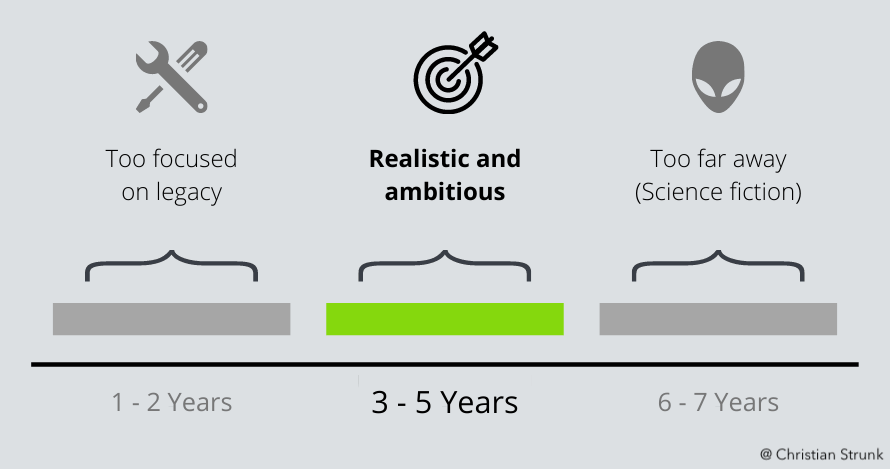 Too focused
on legacy
Realistic and
ambitious
Too far away
(Science fiction)
1 - 2 Years
3 - 5 Years
6 - 7 Years
@ Christian Strunk